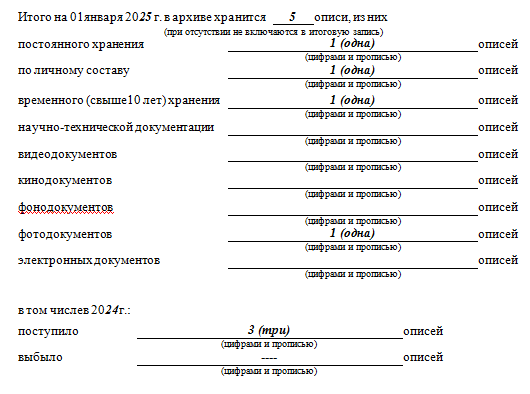 Итого на 01января 2025 г. в архиве хранится 5 описи, из них
(при отсутствии не включаются в итоговую запись)
постоянного хранения 1 (одна) описей
(цифрами и прописью)
по личному составу 1 (одна) описей
(цифрами и прописью)
временного (свыше10 лет) хранения 1 (одна) описей
(цифрами и прописью)
научно-технической документации описей
(цифрами и прописью)
видеодокументов описей
(цифрами и прописью)
кинодокументов описей
(цифрами и прописью)
фонодокументов описей
(цифрами и прописью)
фотодокументов 1 (одна) описей
(цифрами и прописью)
электронных документов описей
(цифрами и прописью)
в том числев 2024г.:
поступило 3 (три) описей
(цифрами и прописью)
выбыло ---- описей
(цифрами и прописью)